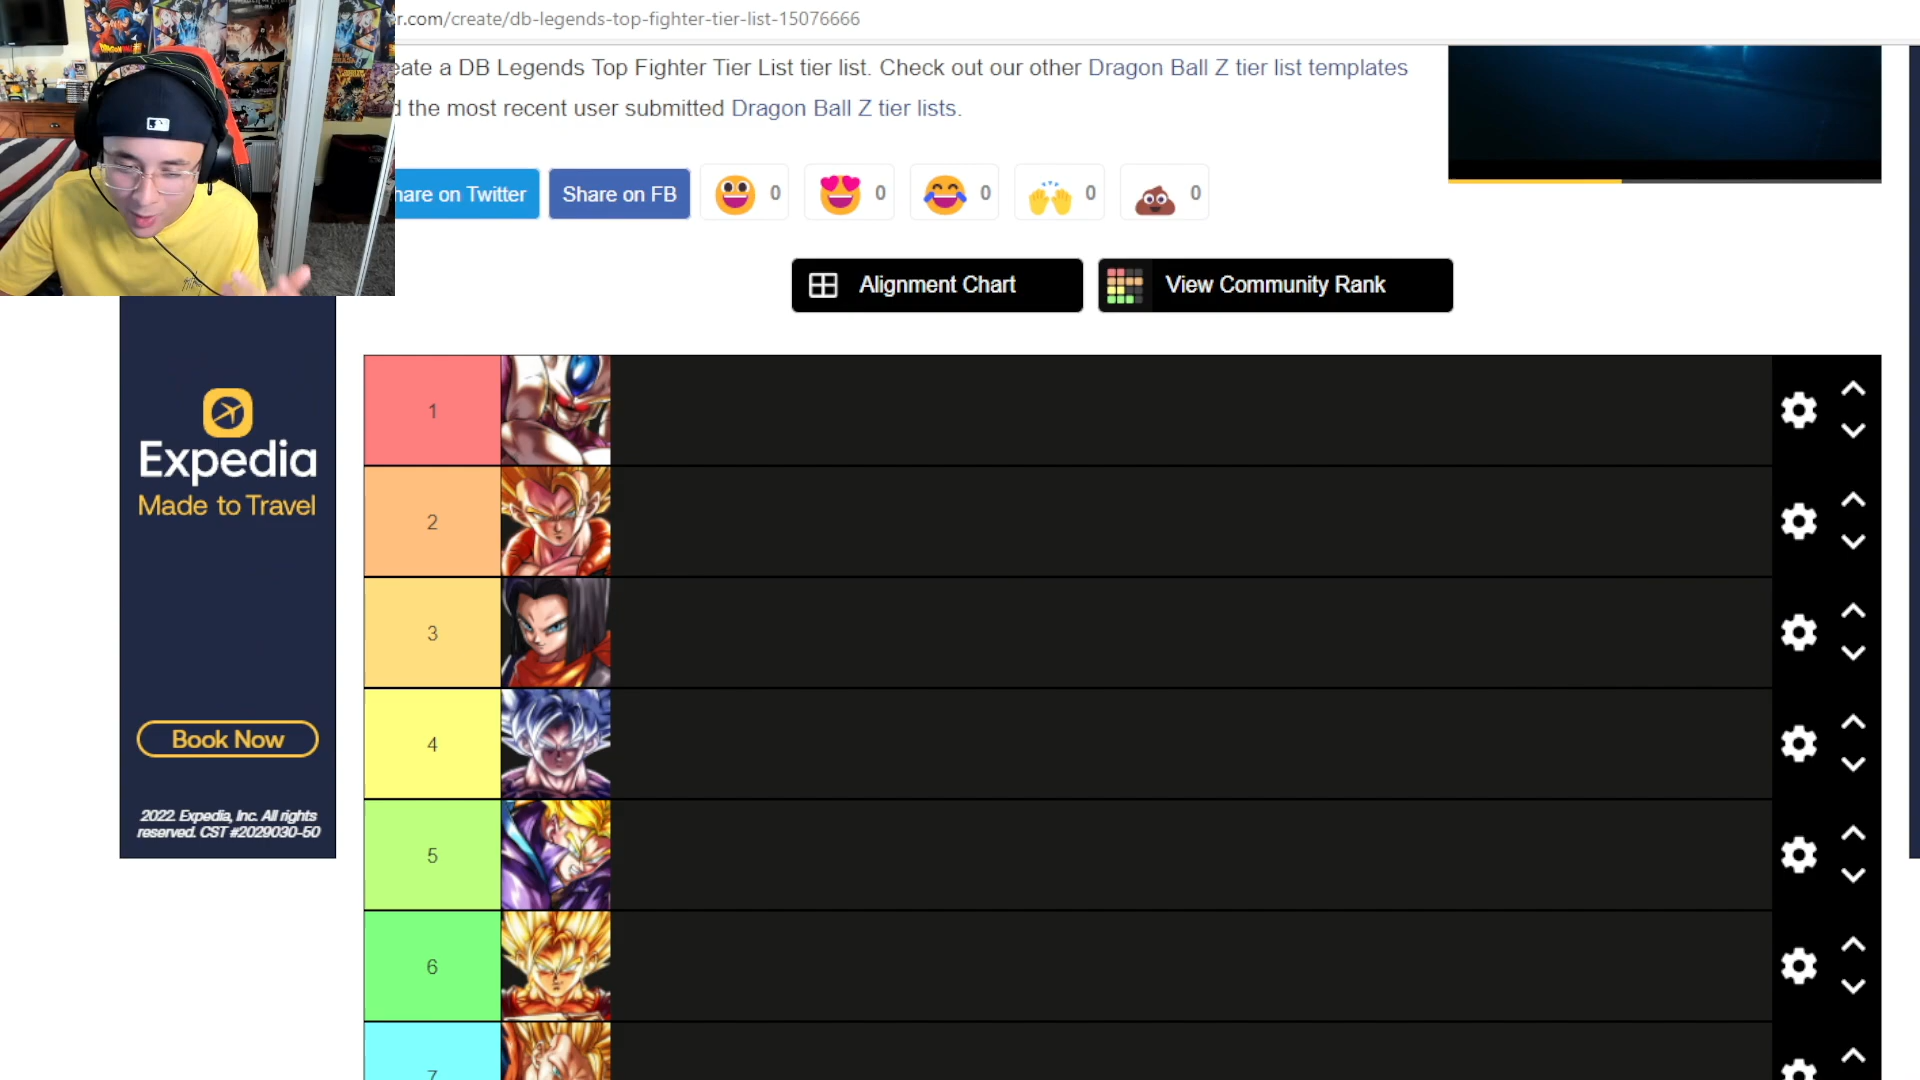 r.com/create/db-legends-top-fighter-tier-list-15076666
eate a DB Legends Top Fighter Tier List tier list. Check out our other Dragon Ball Z tier list templates
d the most recent user submitted Dragon Ball Z tier lists.
hare on Twitter
Share on FB
0
0
0
0
0
Alignment Chart
View Community Rank
Expedia
Made to Travel
Book Now
2022. Expedia, Inc. All rights
reserved. CST #2029030-50
1
2
3
4
5
6
7